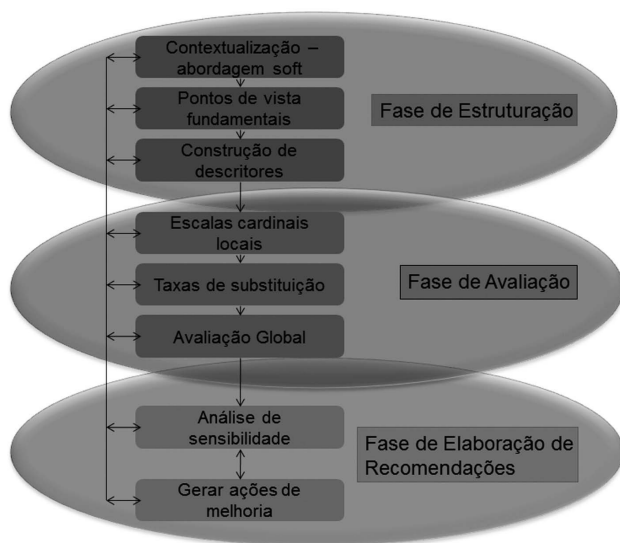 Contextualização –
abordagem soft
Pontos de vista
fundamentais
Fase de Estruturação
Construção de
descritores
Escalas cardinais
locais
Taxas de substituição
Fase de Avaliação
Avaliação Global
Análise de
sensibilidade
Fase de Elaboração de
Recomendações
Gerar ações de
melhoria